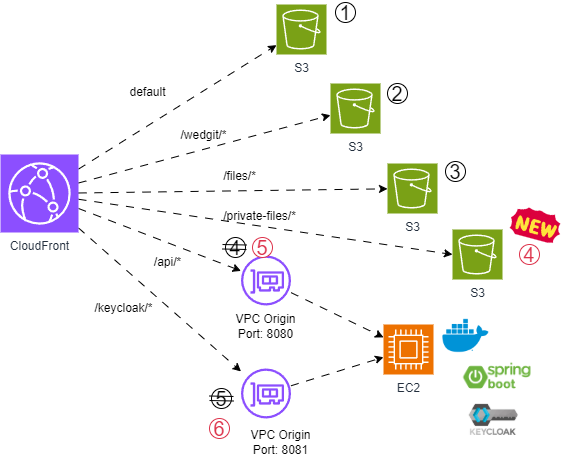 ①
S3
default
②
/wedgit/*
S3
③
/files/*
S3
/private-files/*
NEW
④
CloudFront
S3
④ ⑤
/api/*
/keycloak/*
VPC Origin
Port: 8080
EC2
spring
boot
⑤
⑥
KEYCLOAK
VPC Origin
Port: 8081